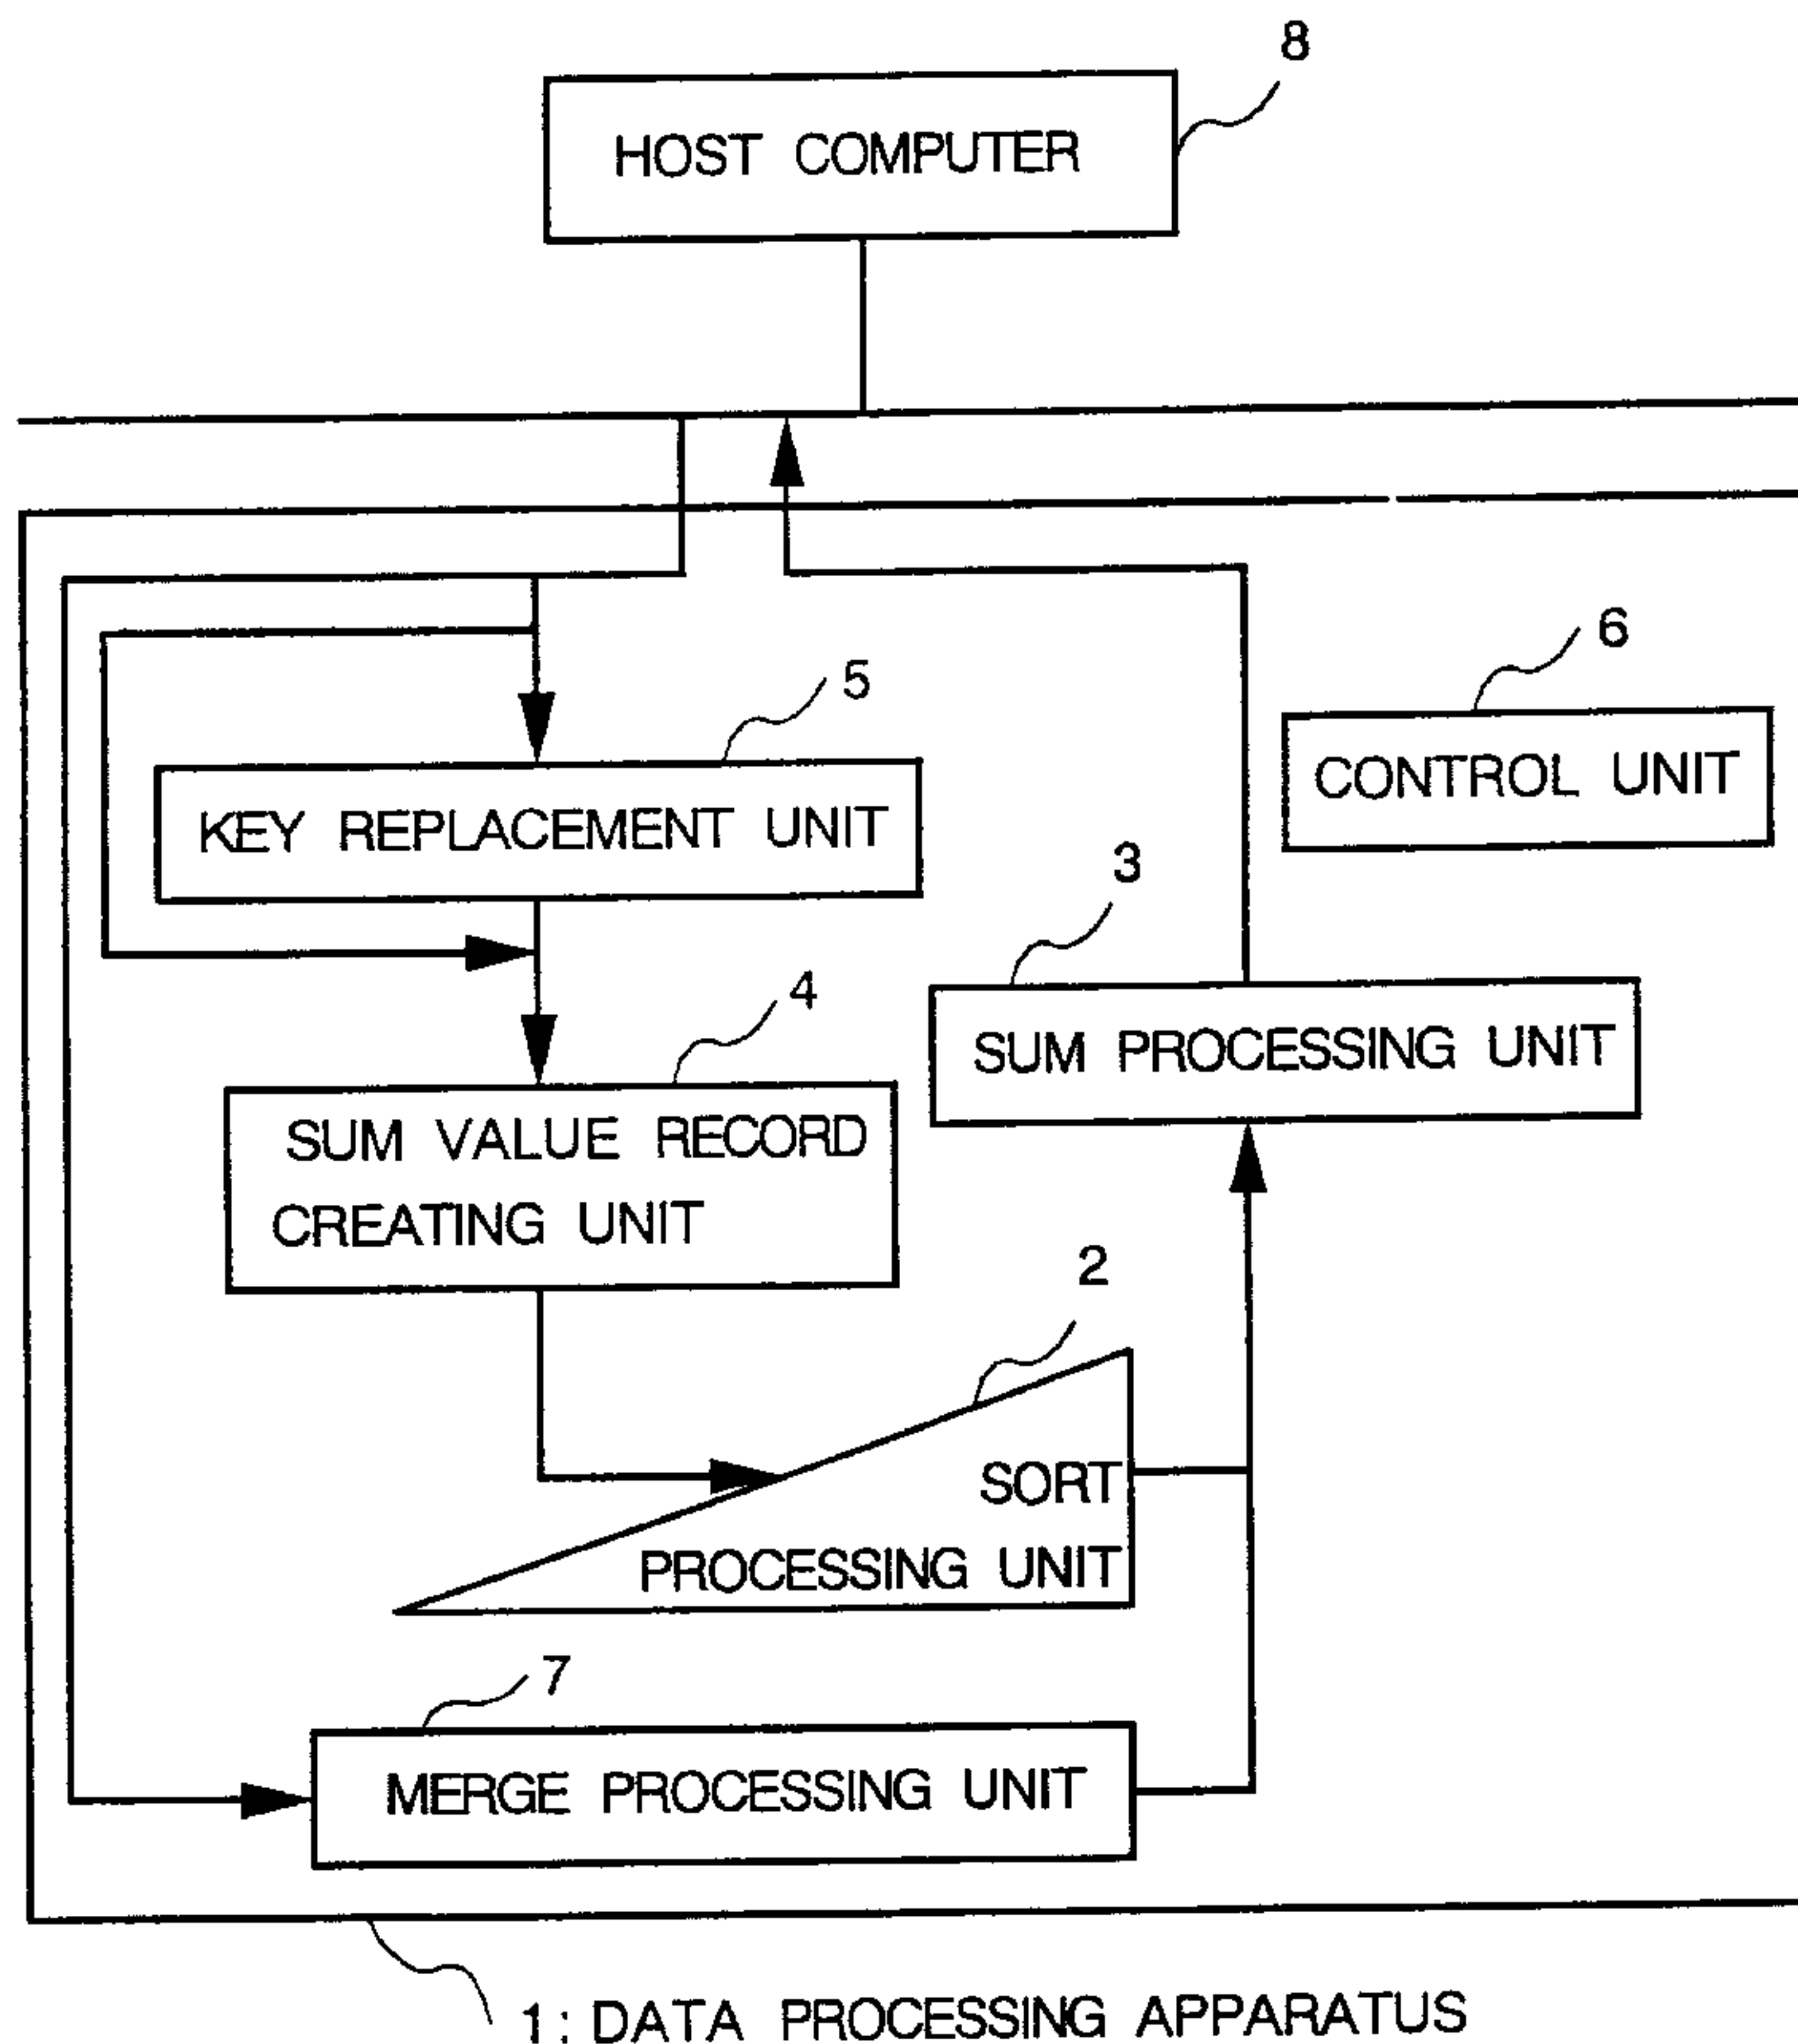 8
HOST COMPUTER
6
5
CONTROL UNIT
KEY REPLACEMENT UNIT
3
4
SUM PROCESSING UNIT
SUM VALUE RECORD
CREATING UNIT
2
SORT
PROCESSING UNIT
7
MERGE PROCESSING UNIT
1: DATA PROCESSING APPARATUS